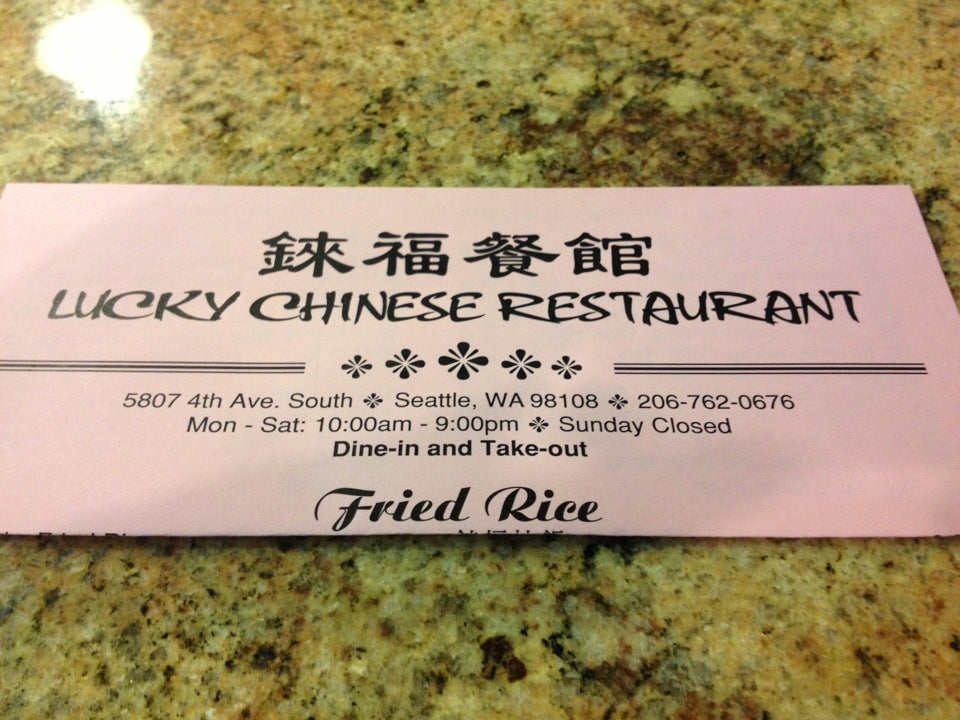 錸福餐館
LUCKY CHINESE RESTAURANT
5807 4th Ave. South ❉ Seattle, WA 98108 ❉ 206-762-0676
Mon - Sat: 10:00am - 9:00pm ❉ Sunday Closed
Dine-in and Take-out
Fried Rice